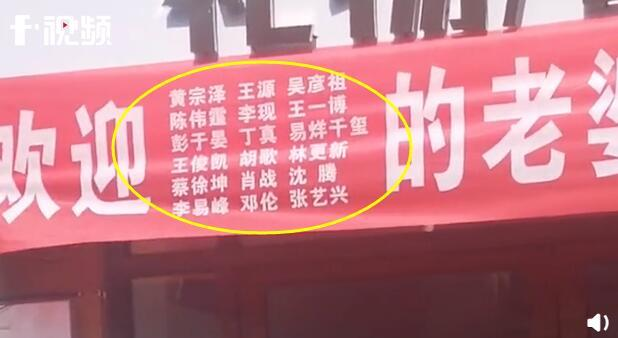 f·视频
欢迎
黄宗泽 王源 吴彦祖
陈伟霆 李现 王一博
彭于晏 丁真 易烊千玺
王俊凯 胡歌 林更新
蔡徐坤 肖战 沈腾
李易峰 邓伦 张艺兴
的老婆